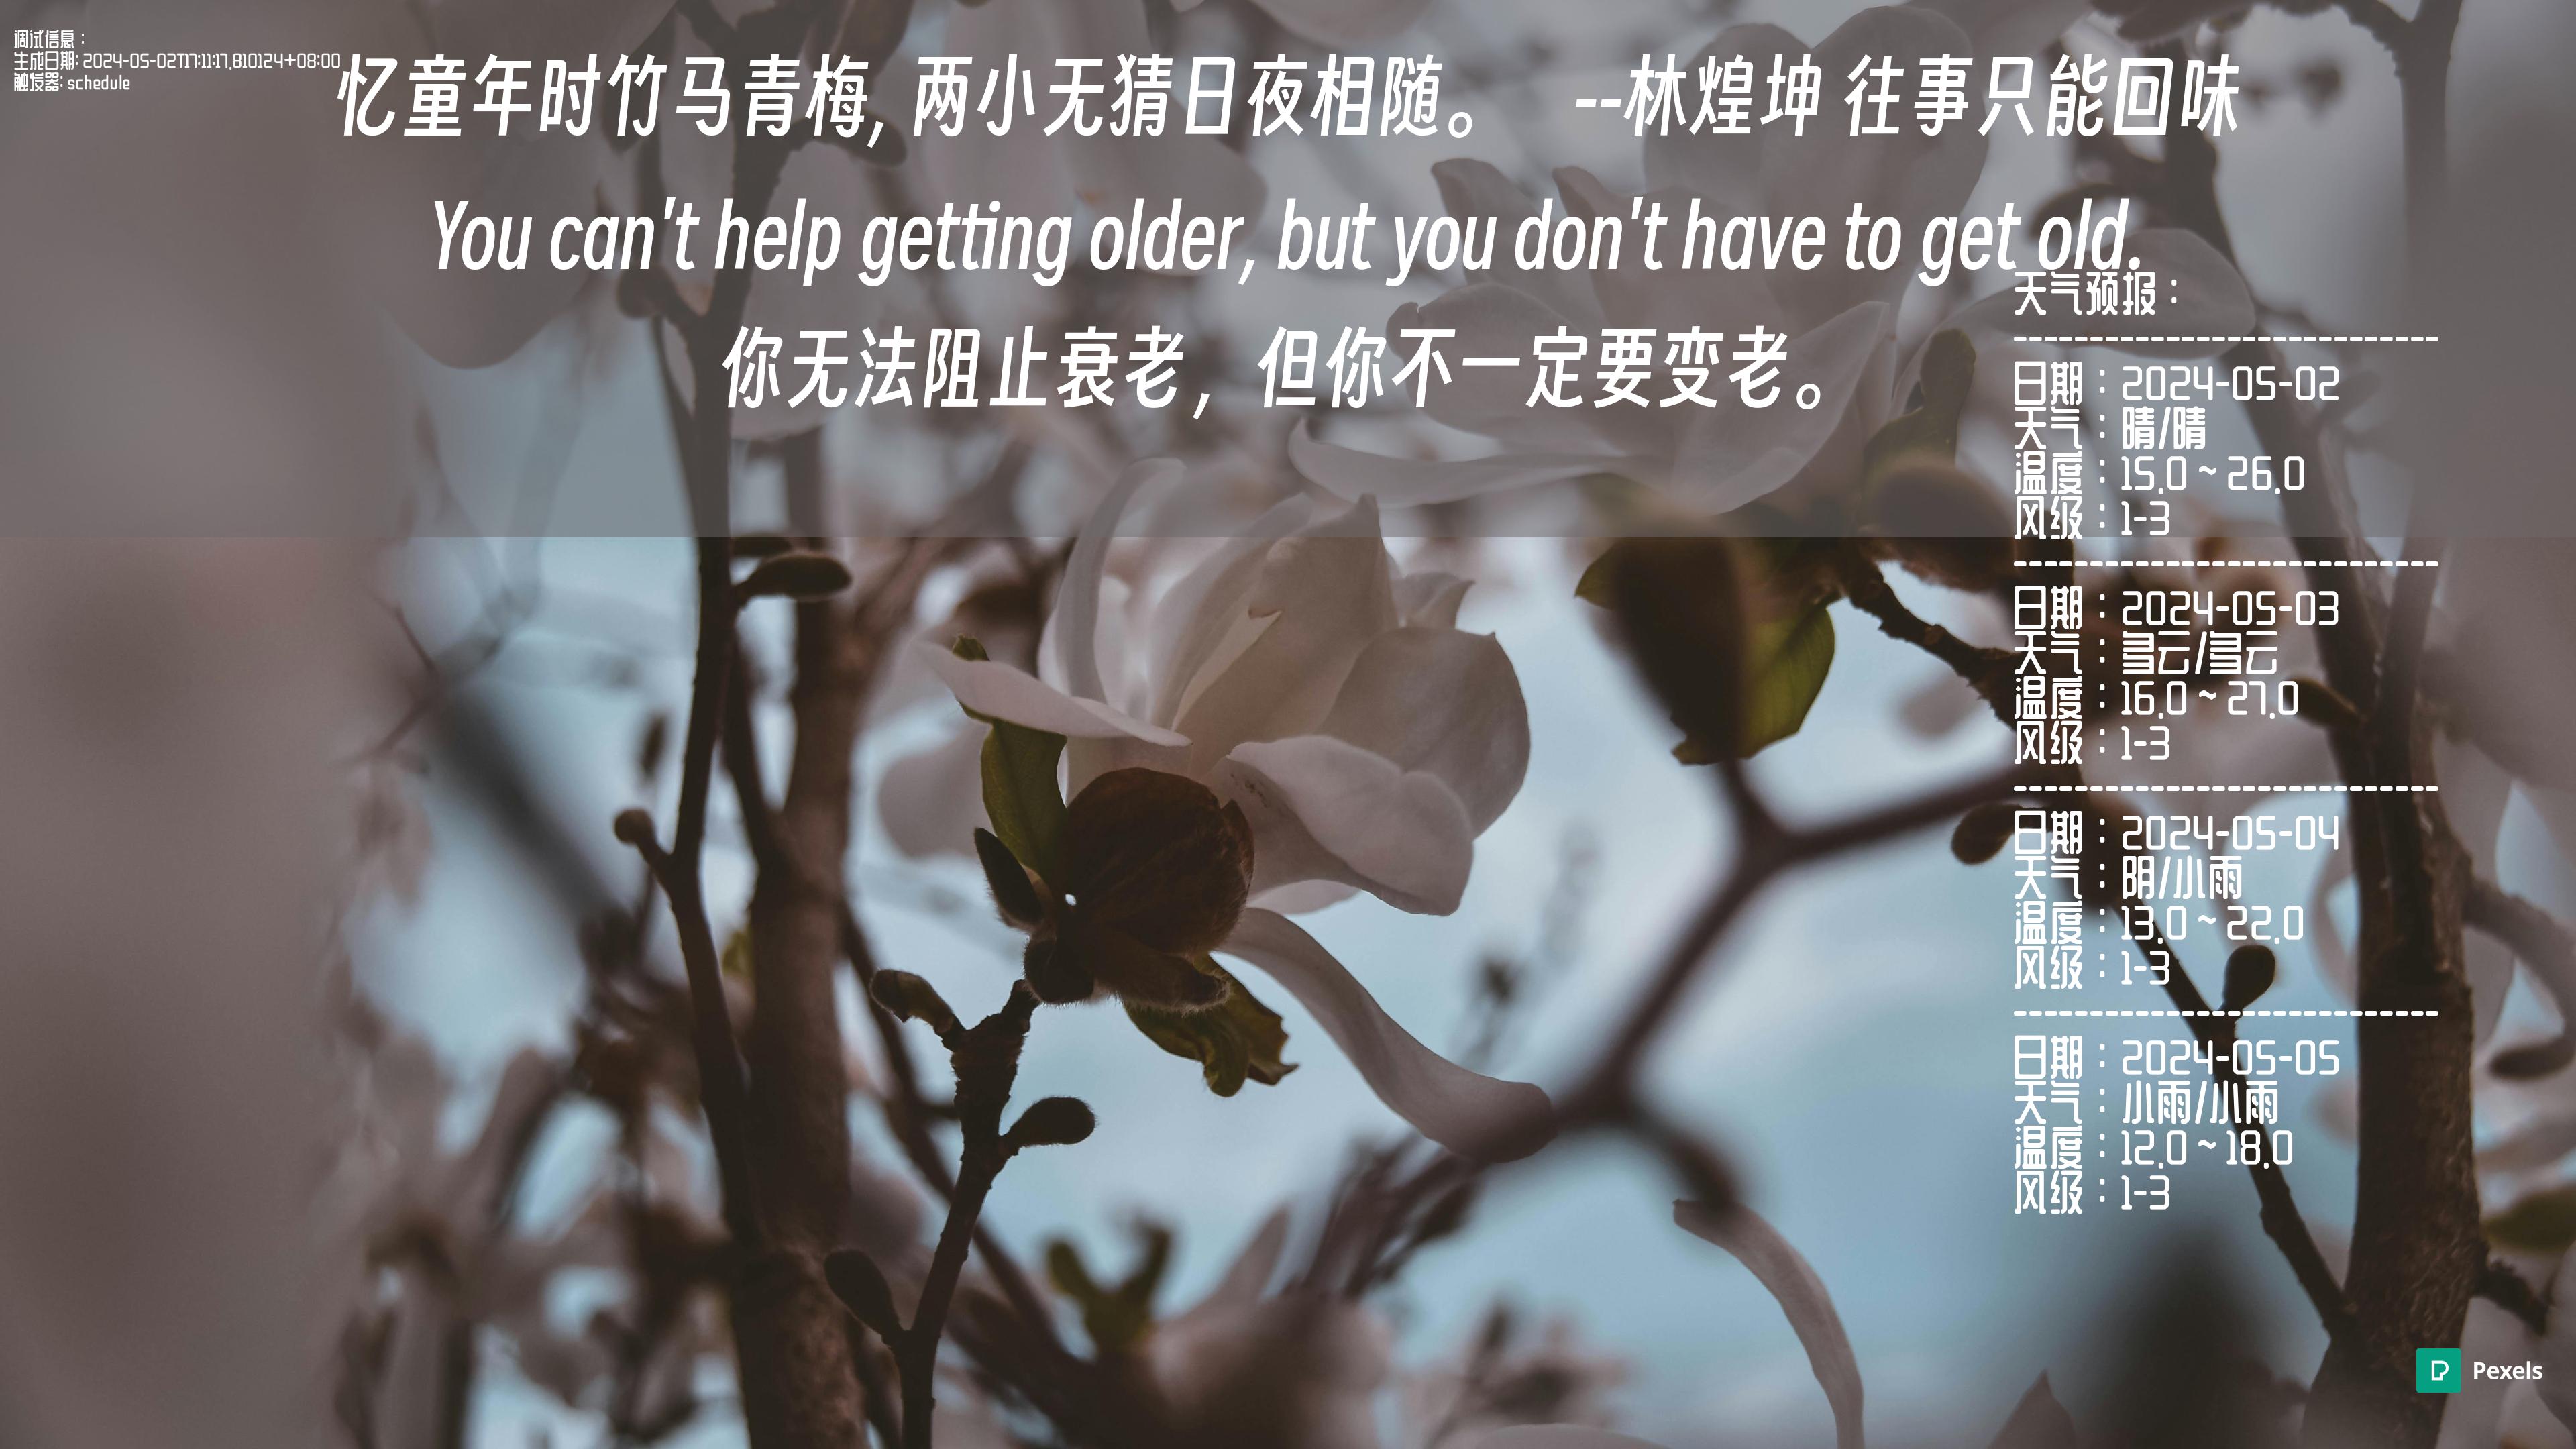 调试信息：
生成日期: 2024-05-02T17:11:17.810124+08:00
触发器: schedule
忆童年时竹马青梅, 两小无猜日夜相随。 --林煌坤 往事只能回味
You can't help getting older, but you don't have to get old.
你无法阻止衰老，但你不一定要变老。
天气预报：
----------------------------
日期：2024-05-02
天气：晴/晴
温度：15.0 ~ 26.0
风级：1-3
----------------------------
日期：2024-05-03
天气：多云/多云
温度：16.0 ~ 27.0
风级：1-3
----------------------------
日期：2024-05-04
天气：阴/小雨
温度：13.0 ~ 22.0
风级：1-3
----------------------------
日期：2024-05-05
天气：小雨/小雨
温度：12.0 ~ 18.0
风级：1-3
Pexels